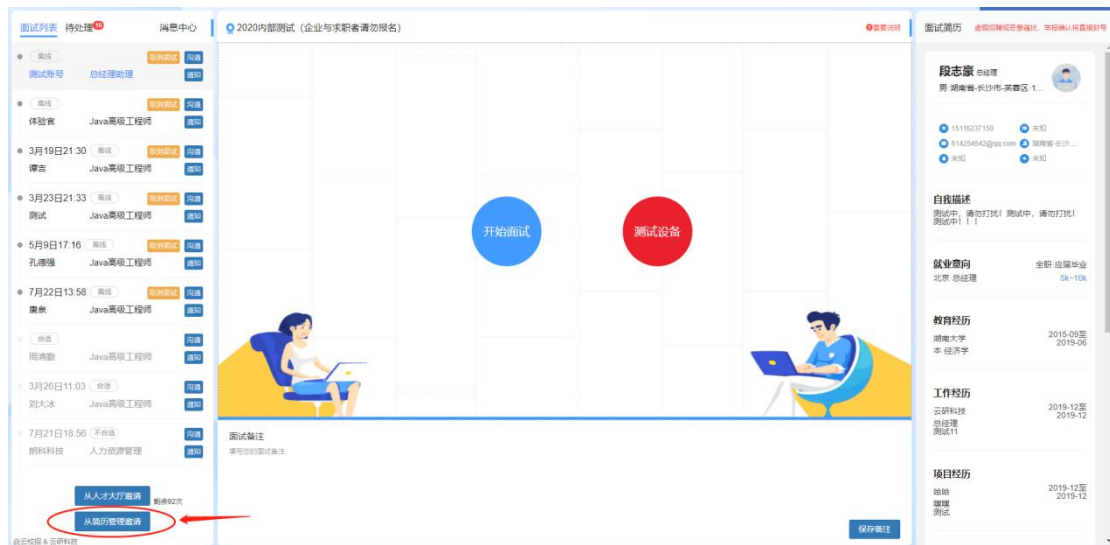 面试列表 待处理 消息中心
离线 取消面试 沟通
测试账号 总经理助理 通知
离线 取消面试 沟通
体验官 Java高级工程师 通知
3月19日21:30 离线 取消面试 沟通
谭吉 Java高级工程师 通知
3月23日21:33 离线 取消面试 沟通
测试 Java高级工程师 通知
5月9日17:16 离线 取消面试 沟通
孔德强 Java高级工程师 通知
7月22日13:58 离线 取消面试 沟通
唐泉 Java高级工程师 通知
合适 沟通
周清勤 Java高级工程师 通知
3月26日11:03 合适 沟通
刘大冰 Java高级工程师 通知
7月21日18:56 不合适 沟通
朗科科技 人力资源管理 通知
从人才大厅邀请 剩余92次
从简历管理邀请
@云校招 & 云研科技
2020内部测试（企业与求职者请勿报名）
重要说明
开始面试
测试设备
面试备注
填写您的面试备注
保存备注
面试简历 虚假招聘或恶意骚扰，举报确认将直接封号
段志豪 总经理
男·湖南省-长沙市-芙蓉区·1...
15116237150 未知
614254542@qq.com 湖南省-长沙...
未知 未知
自我描述
测试中，请勿打扰！测试中，请勿打扰！
测试中！！！
就业意向 全职·应届毕业
北京·总经理 5k~10k
教育经历
湖南大学 2015-09至
本·经济学 2019-06
工作经历
云研科技 2019-12至
总经理 2019-12
测试11
项目经历
哈哈 2019-12至
嘿嘿 2019-12
测试